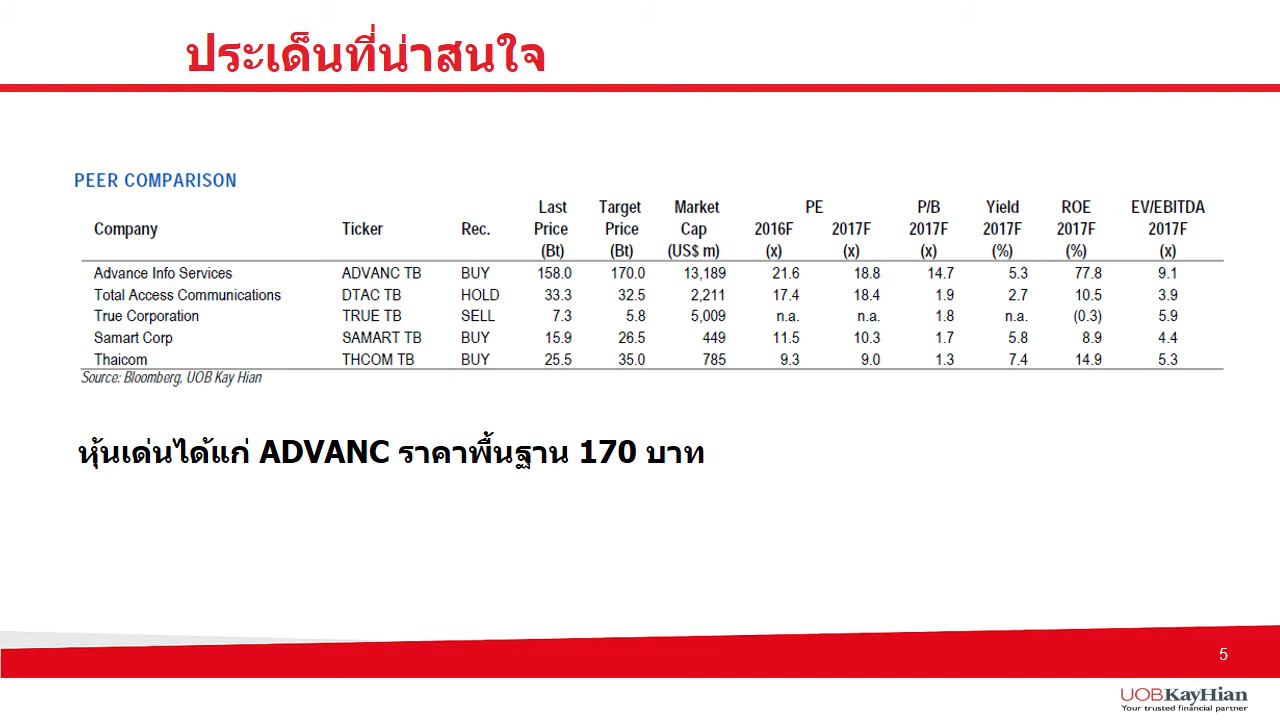 ประเด็นที่น่าสนใจ
PEER COMPARISON
Last Target Market PE P/B Yield ROE EV/EBITDA
Company Ticker Rec. Price Price Cap 2016F 2017F 2017F 2017F 2017F 2017F
(Bt) (Bt) (US$ m) (x) (x) (x) (%) (%) (x)
Advance Info Services ADVANC TB BUY 158.0 170.0 13,189 21.6 18.8 14.7 5.3 77.8 9.1
Total Access Communications DTAC TB HOLD 33.3 32.5 2,211 17.4 18.4 1.9 2.7 10.5 3.9
True Corporation TRUE TB SELL 7.3 5.8 5,009 n.a. n.a. 1.8 n.a. (0.3) 5.9
Samart Corp SAMART TB BUY 15.9 26.5 449 11.5 10.3 1.7 5.8 8.9 4.4
Thaicom THCOM TB BUY 25.5 35.0 785 9.3 9.0 1.3 7.4 14.9 5.3
Source: Bloomberg, UOB Kay Hian
หุ้นเด่นได้แก่ ADVANC ราคาพื้นฐาน 170 บาท
5
UOBKayHian
Your trusted financial partner